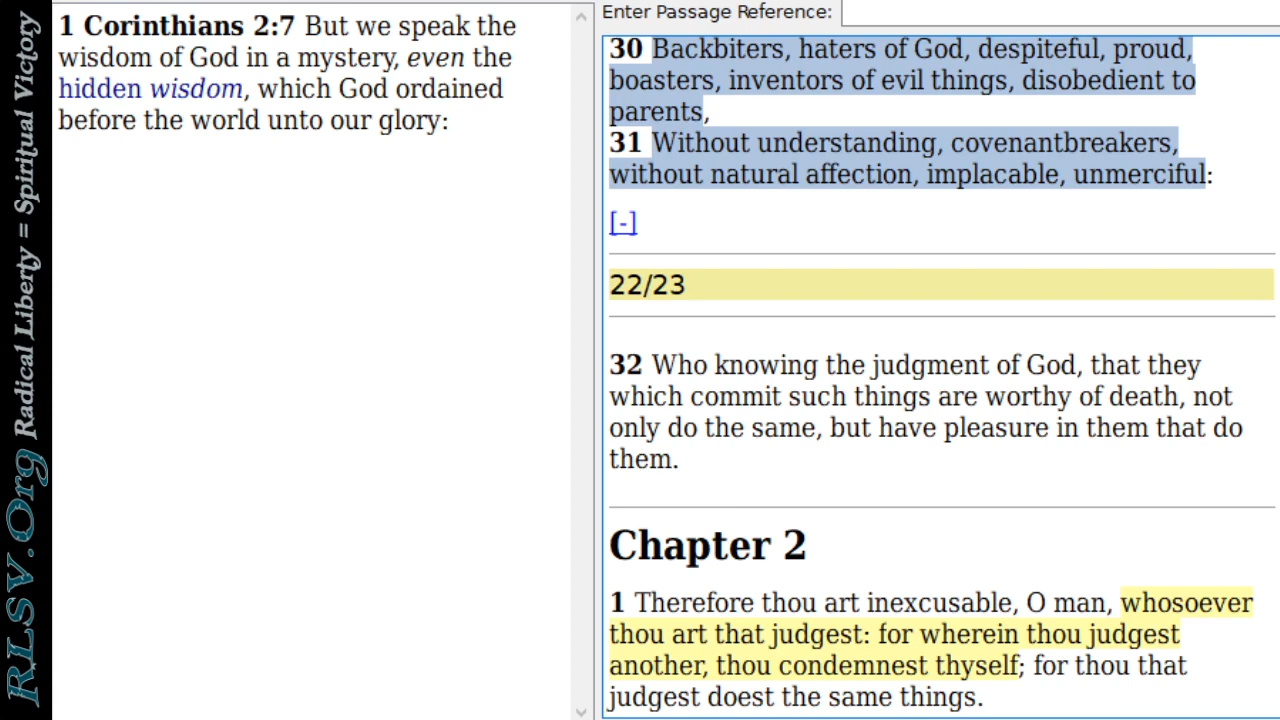 RLSV.Org Radical Liberty = Spiritual Victory
1 Corinthians 2:7 But we speak the
wisdom of God in a mystery, even the
hidden wisdom, which God ordained
before the world unto our glory:
Enter Passage Reference:
30 Backbiters, haters of God, despiteful, proud,
boasters, inventors of evil things, disobedient to
parents,
31 Without understanding, covenantbreakers,
without natural affection, implacable, unmerciful:
[-]
22/23
32 Who knowing the judgment of God, that they
which commit such things are worthy of death, not
only do the same, but have pleasure in them that do
them.
Chapter 2
1 Therefore thou art inexcusable, O man, whosoever
thou art that judgest: for wherein thou judgest
another, thou condemnest thyself; for thou that
judgest doest the same things.